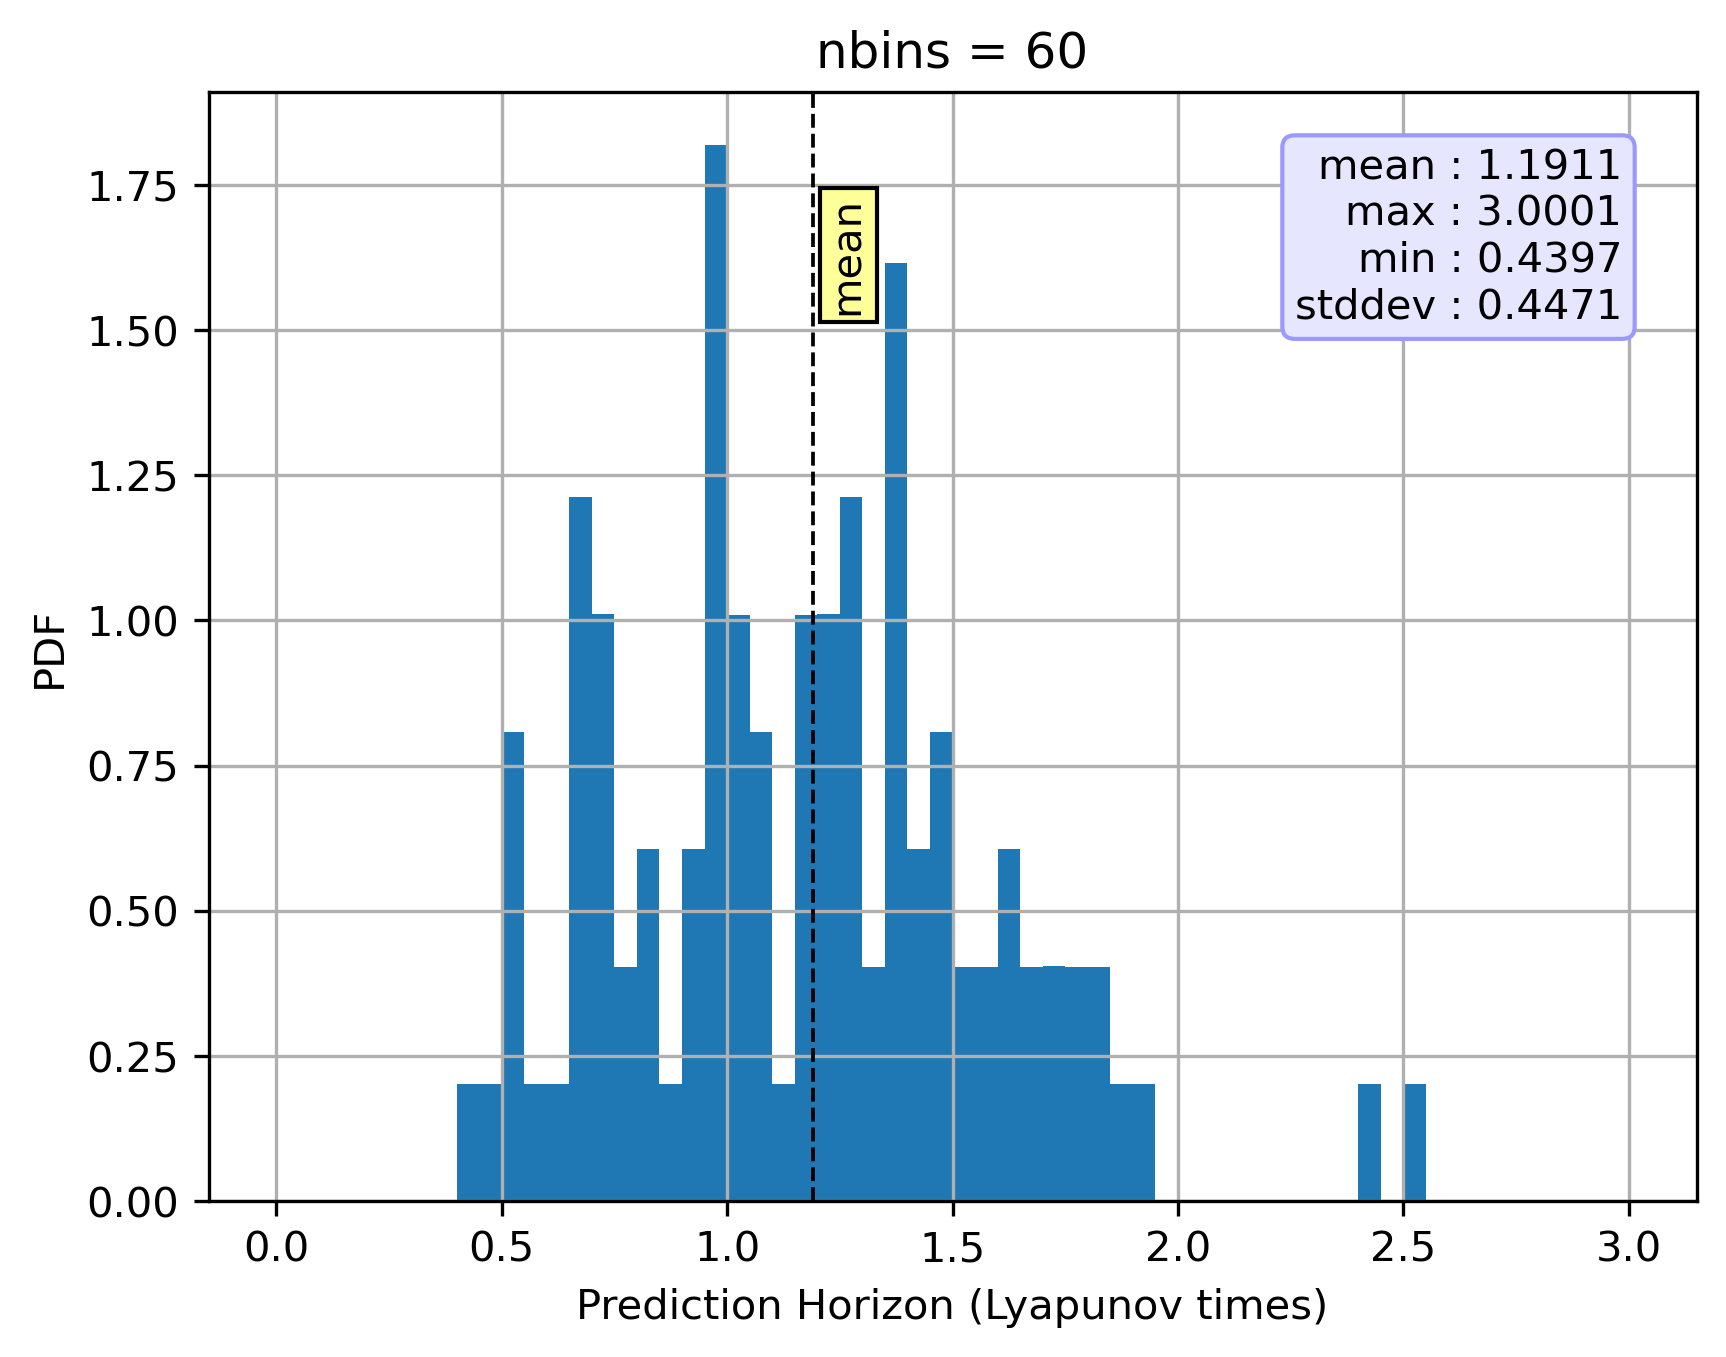 nbins = 60
mean : 1.1911
max : 3.0001
min : 0.4397
stddev : 0.4471
mean
PDF
1.75
1.50
1.25
1.00
0.75
0.50
0.25
0.00
0.0 0.5 1.0 1.5 2.0 2.5 3.0
Prediction Horizon (Lyapunov times)